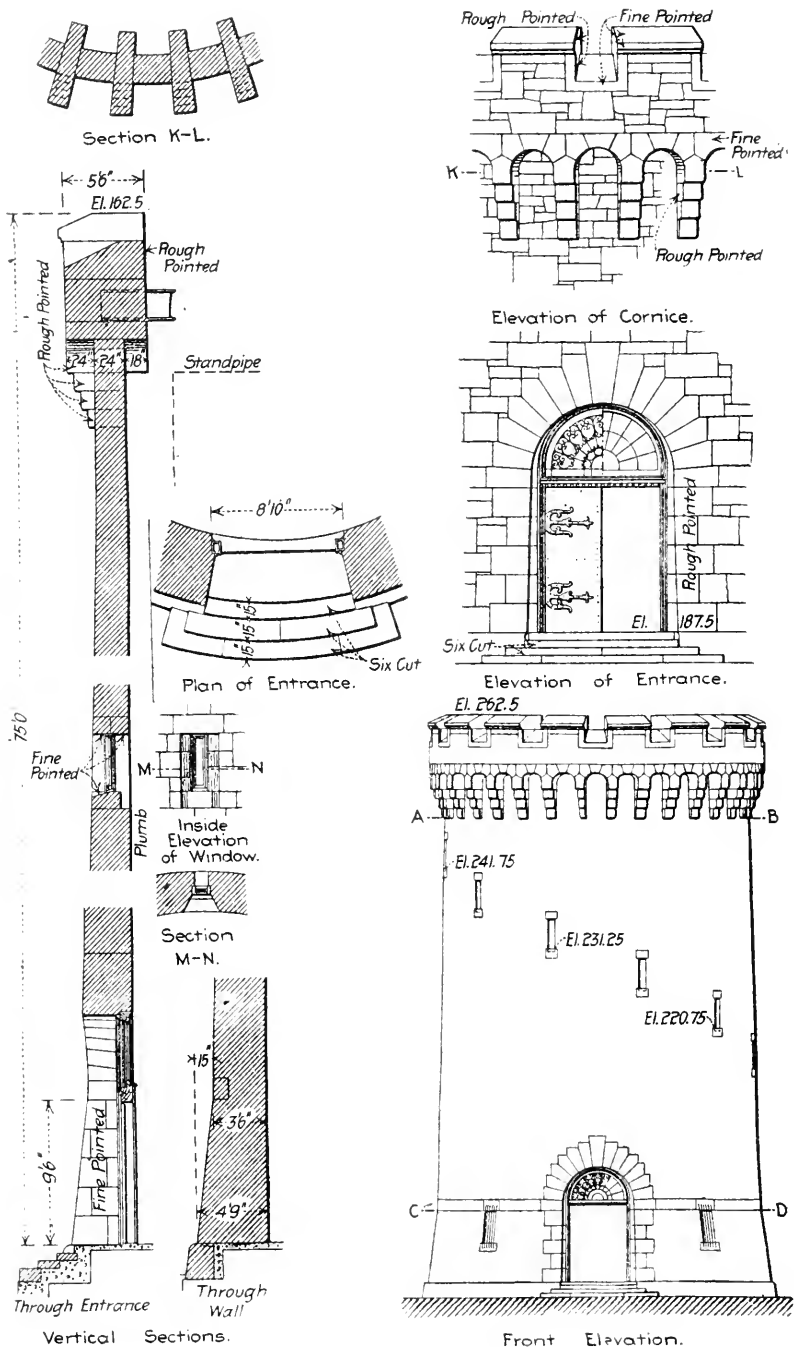 Rough Pointed
Fine Pointed
Section K-L.
Fine
Pointed
K
L
Rough Pointed
Elevation of Cornice.
5'6"
El. 162.5
Rough
Pointed
Rough Pointed
24"
24"
18"
Standpipe
8'10"
15"
15"
15"
Six Cut
Plan of Entrance.
Rough Pointed
El. 187.5
Six Cut
Elevation of Entrance.
75'0"
Fine
Pointed
Plumb
M
N
Inside
Elevation
of Window.
Section
M-N.
15"
3'6"
4'9"
9'6"
Fine Pointed
Through Entrance
Through
Wall
Vertical Sections.
El. 262.5
A
B
El. 241.75
El. 231.25
El. 220.75
C
D
Front Elevation.